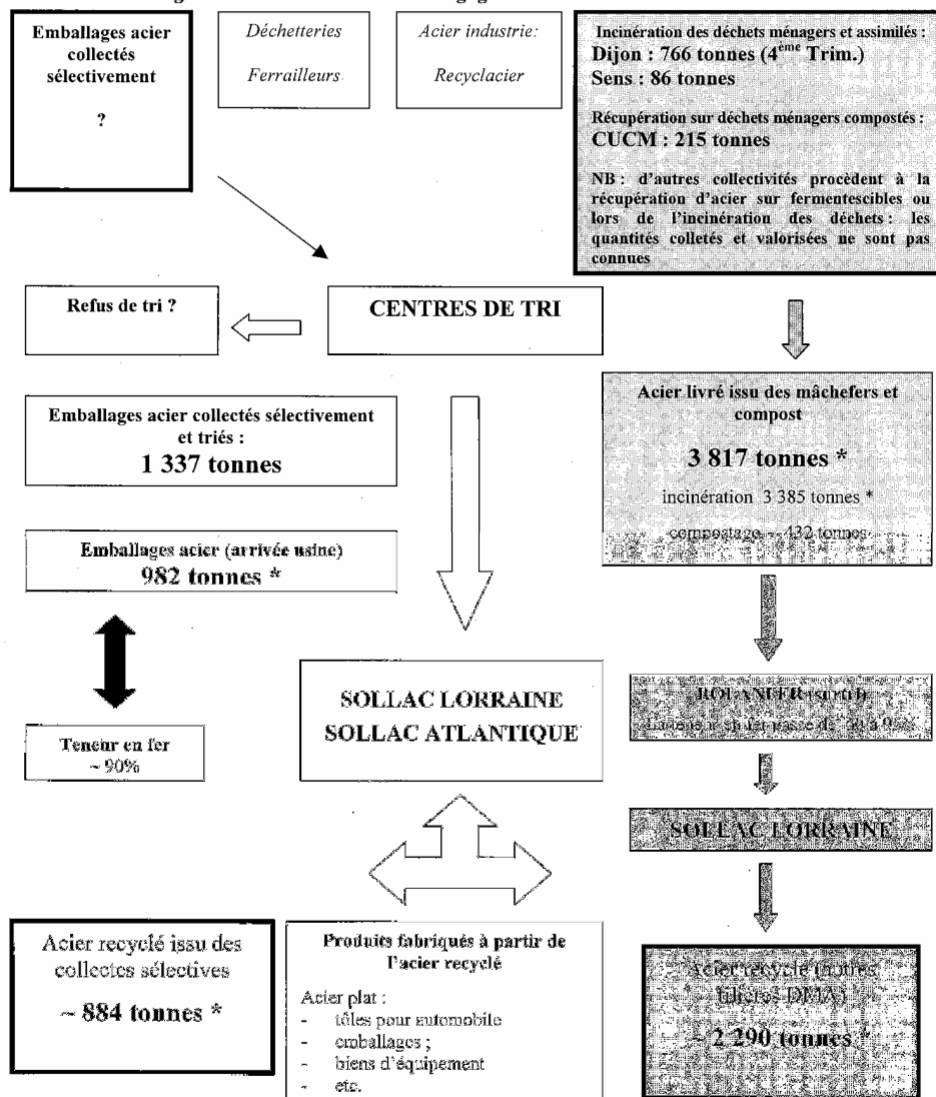 Emballages acier
collectés
sélectivement
?
Déchetteries
Ferrailleurs
Acier industrie:
Recyclacier
Incinération des déchets ménagers et assimilés :
Dijon : 766 tonnes (4ème Trim.)
Sens : 86 tonnes
Récupération sur déchets ménagers compostés :
CUCM : 215 tonnes
NB : d'autres collectivités procèdent à la
récupération d'acier sur fermentescibles ou
lors de l'incinération des déchets : les
quantités colletés et valorisées ne sont pas
connues
Refus de tri ?
CENTRES DE TRI
Emballages acier collectés sélectivement
et triés :
1 337 tonnes
Acier livré issu des mâchefers et
compost
3 817 tonnes *
incinération 3 385 tonnes *
compostage ~ 432 tonnes
Emballages acier (arrivée usine)
982 tonnes *
Teneur en fer
~ 90%
SOLLAC LORRAINE
SOLLAC ATLANTIQUE
ROLANFER (surtri)
SOLLAC LORRAINE
Acier recyclé issu des
collectes sélectives
~ 884 tonnes *
Produits fabriqués à partir de
l'acier recyclé
Acier plat :
- tôles pour automobile
- emballages ;
- biens d'équipement
- etc.
Acier recyclé (autres
filières DMA)
~ 2 290 tonnes *